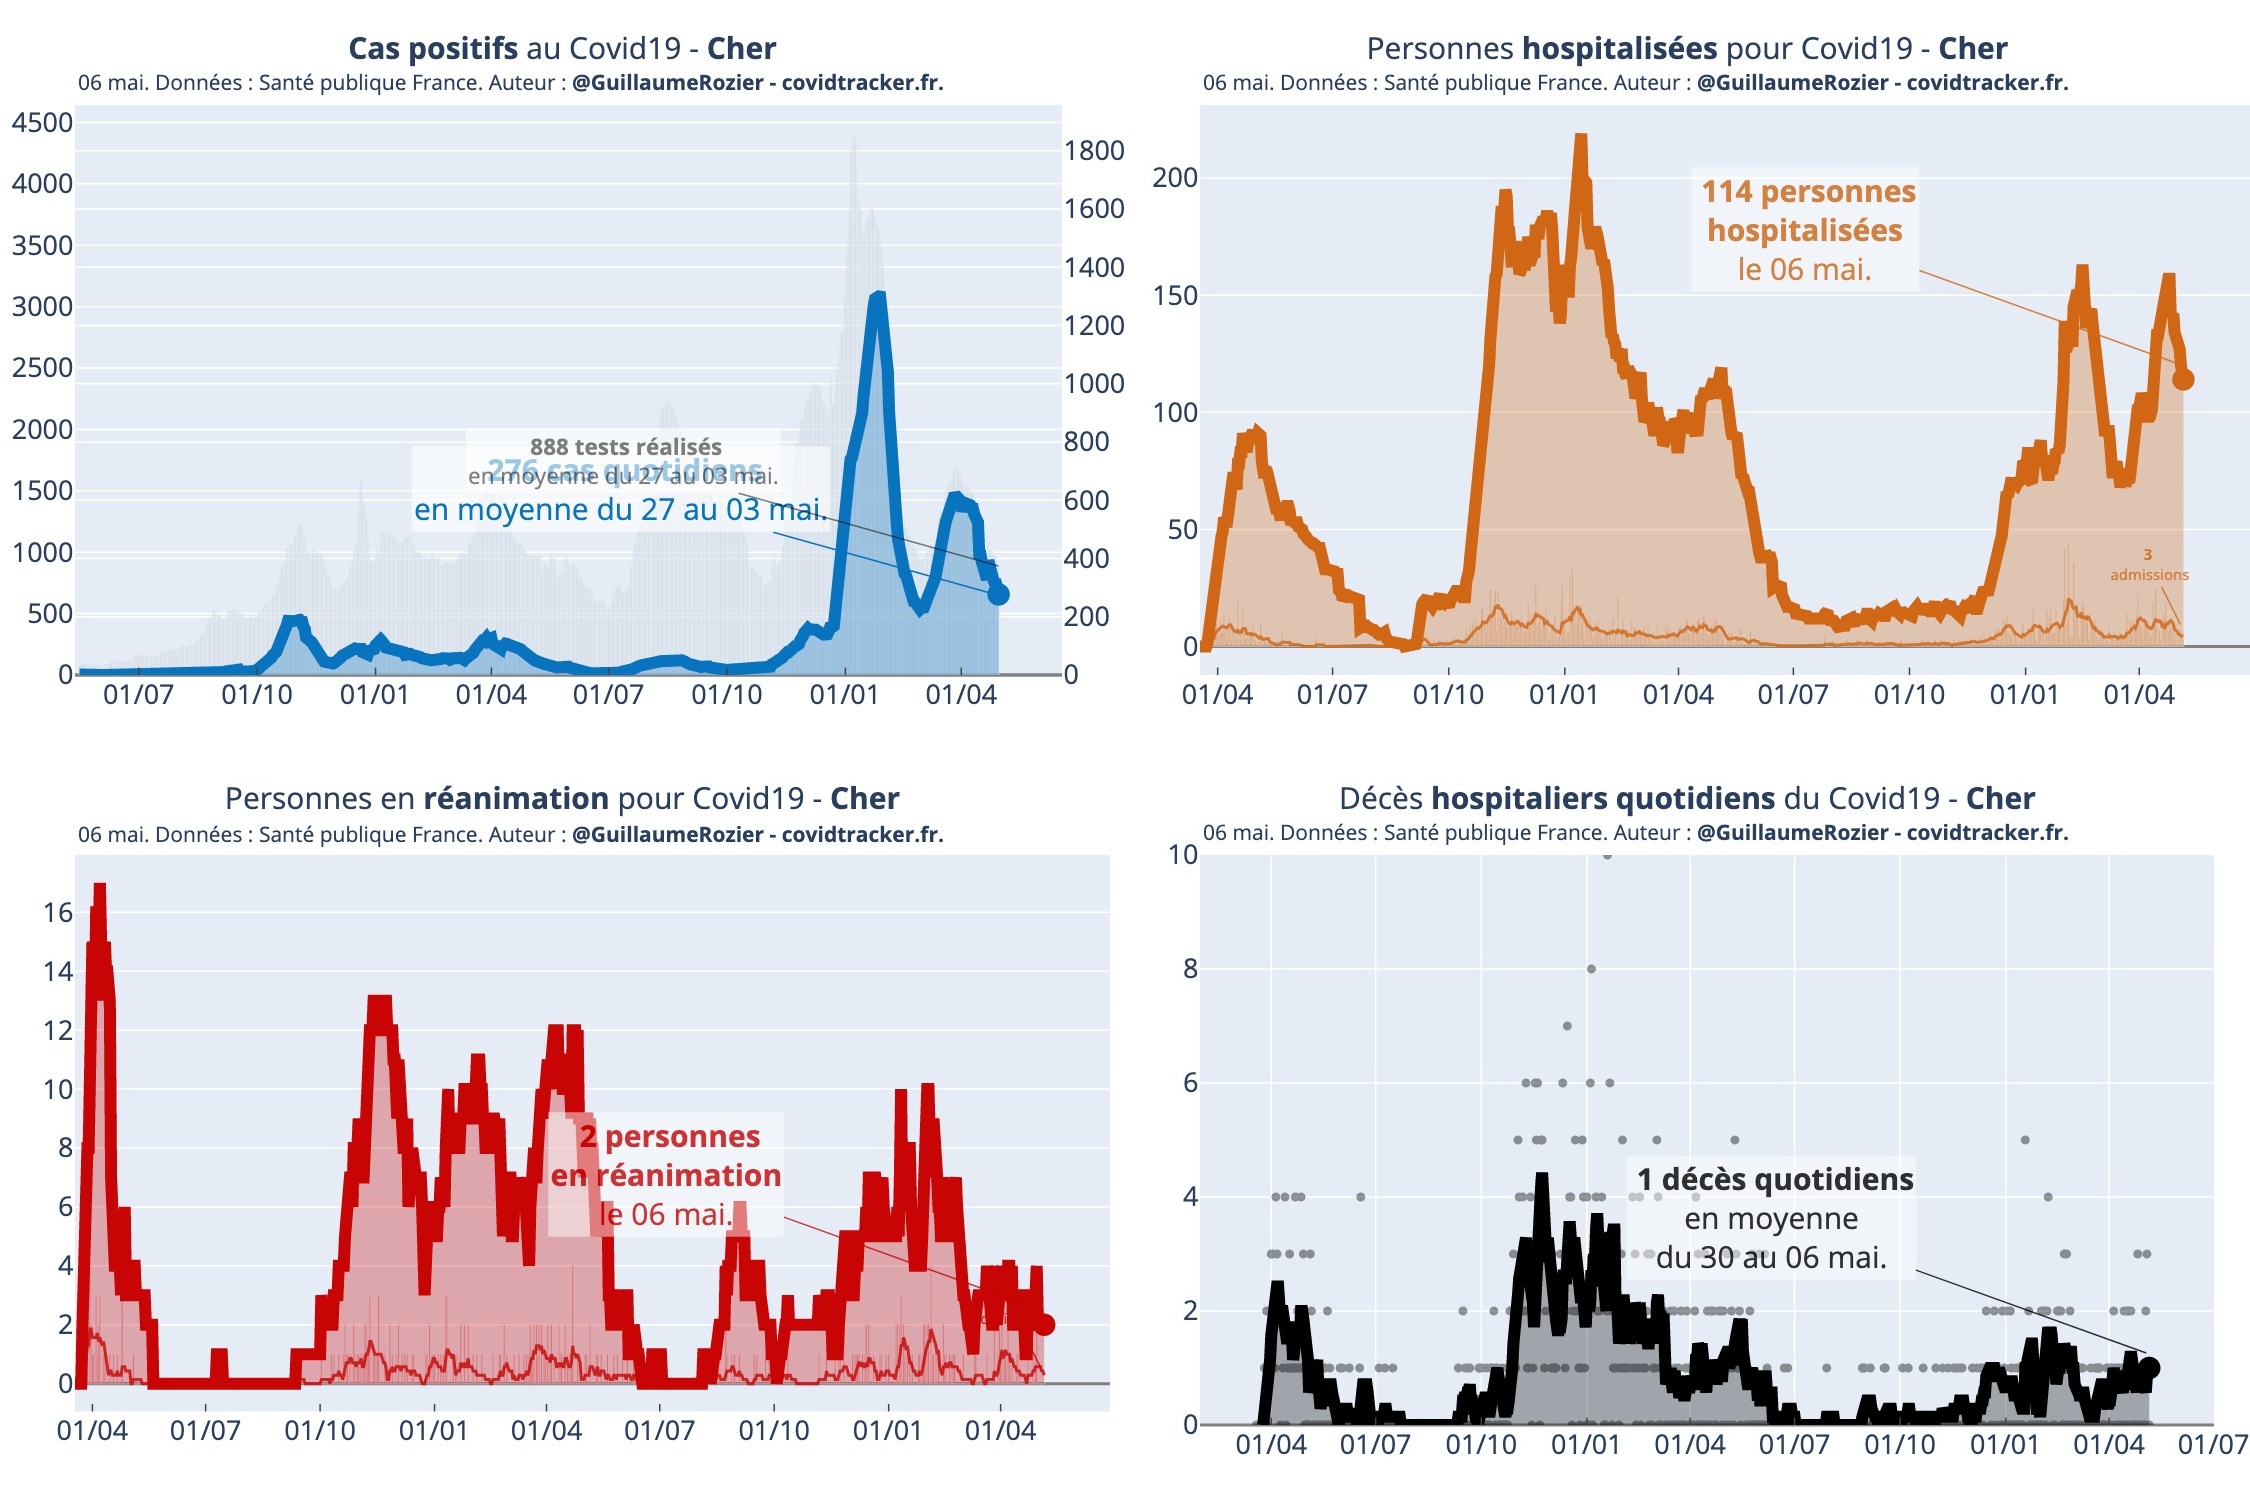 Cas positifs au Covid19 - Cher
06 mai. Données : Santé publique France. Auteur : @GuillaumeRozier - covidtracker.fr.
4500
4000
3500
3000
2500
2000
1500
1000
500
0
1800
1600
1400
1200
1000
800
600
400
200
0
888 tests réalisés
en moyenne du 27 au 03 mai.
276 cas quotidiens
en moyenne du 27 au 03 mai.
01/07 01/10 01/01 01/04 01/07 01/10 01/01 01/04
Personnes hospitalisées pour Covid19 - Cher
06 mai. Données : Santé publique France. Auteur : @GuillaumeRozier - covidtracker.fr.
200
150
100
50
0
114 personnes
hospitalisées
le 06 mai.
3
admissions
01/04 01/07 01/10 01/01 01/04 01/07 01/10 01/01 01/04
Personnes en réanimation pour Covid19 - Cher
06 mai. Données : Santé publique France. Auteur : @GuillaumeRozier - covidtracker.fr.
16
14
12
10
8
6
4
2
0
2 personnes
en réanimation
le 06 mai.
01/04 01/07 01/10 01/01 01/04 01/07 01/10 01/01 01/04
Décès hospitaliers quotidiens du Covid19 - Cher
06 mai. Données : Santé publique France. Auteur : @GuillaumeRozier - covidtracker.fr.
10
8
6
4
2
0
1 décès quotidiens
en moyenne
du 30 au 06 mai.
01/04 01/07 01/10 01/01 01/04 01/07 01/10 01/01 01/04 01/07